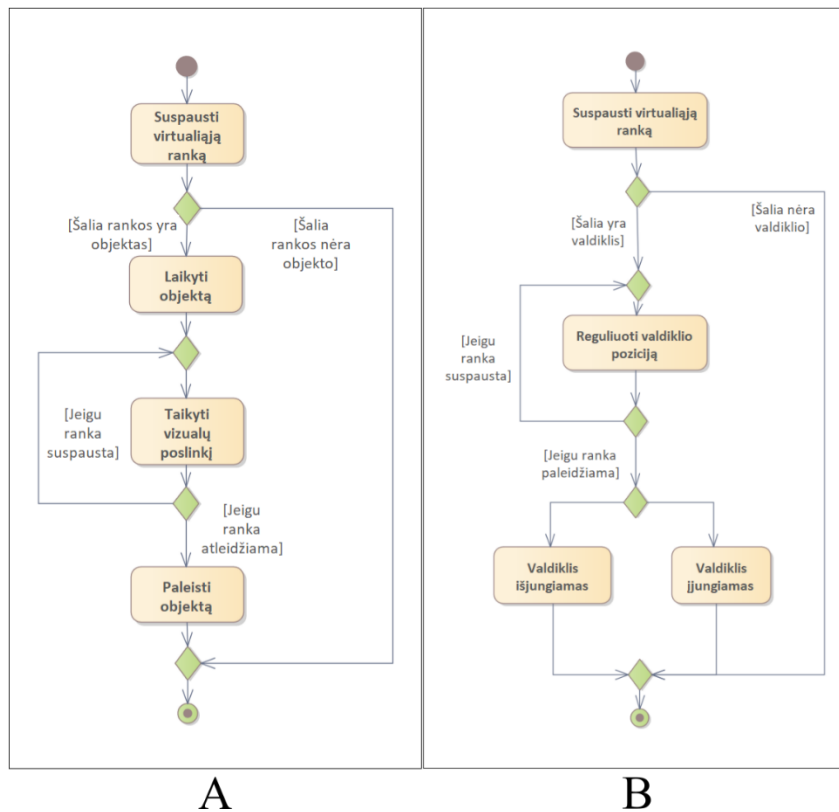 Suspausti
virtualiąją
ranką
[Šalia rankos yra
objektas]
[Šalia
rankos nėra
objekto]
Laikyti
objektą
[Jeigu
ranka
suspausta]
Taikyti
vizualų
poslinkį
[Jeigu
ranka
atleidžiama]
Paleisti
objektą
A
Suspausti virtualiąją
ranką
[Šalia yra
valdiklis]
[Šalia nėra
valdiklio]
[Jeigu
ranka
suspausta]
Reguliuoti valdiklio
poziciją
[Jeigu ranka
paleidžiama]
Valdiklis
išjungiamas
Valdiklis
įjungiamas
B